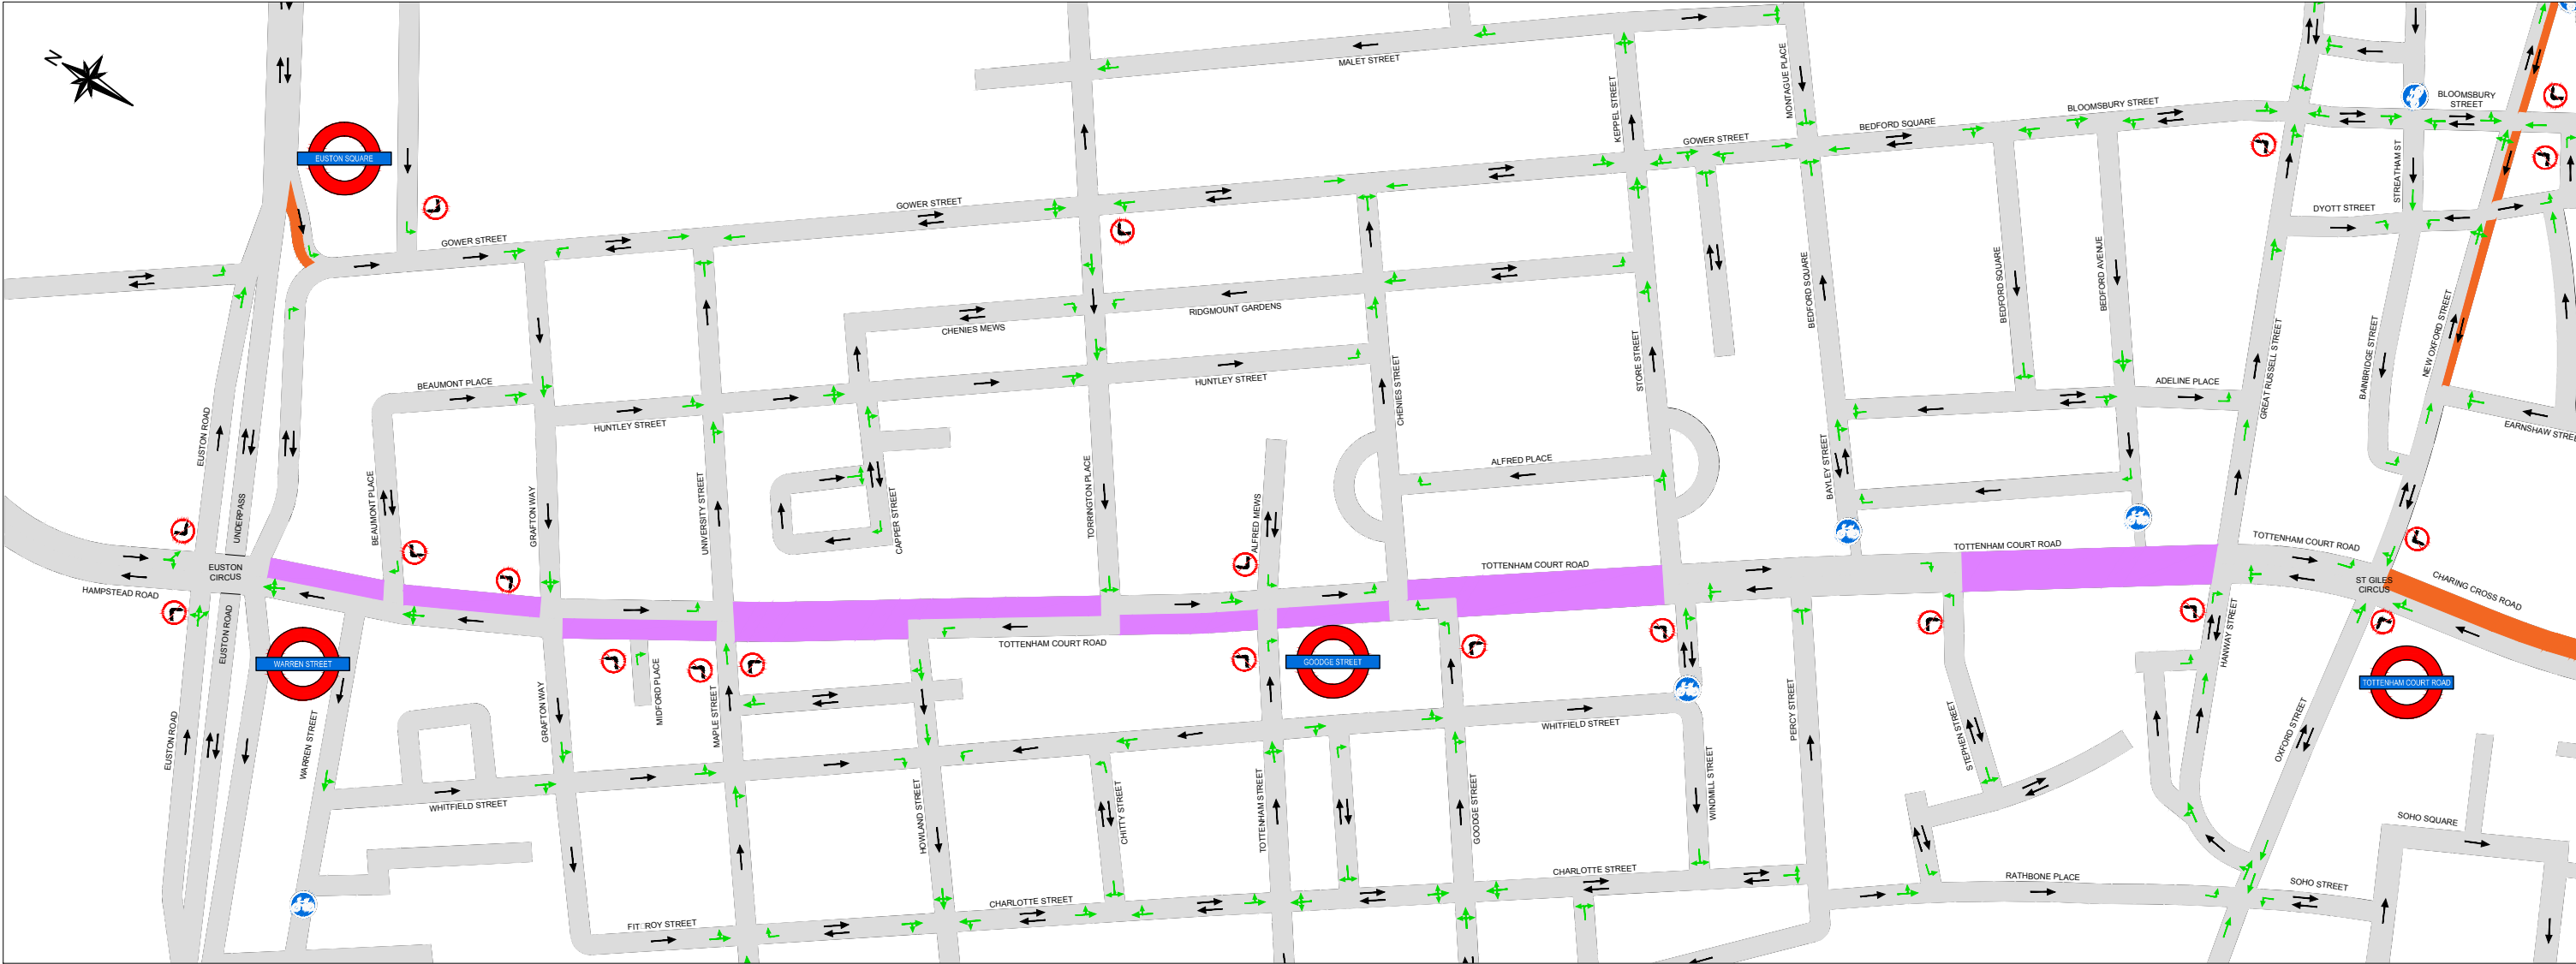 N
MALET STREET
KEPPEL STREET
MONTAGUE PLACE
BLOOMSBURY STREET
BLOOMSBURY
STREET
EUSTON SQUARE
GOWER STREET
BEDFORD SQUARE
STREATHAM ST
GOWER STREET
GOWER STREET
DYOTT STREET
CHENIES MEWS
RIDGMOUNT GARDENS
BEDFORD SQUARE
BEDFORD SQUARE
BEDFORD AVENUE
GREAT RUSSELL STREET
BAINBRIDGE STREET
NEW OXFORD STREET
BEAUMONT PLACE
HUNTLEY STREET
HUNTLEY STREET
CHENIES STREET
STORE STREET
ADELINE PLACE
EARNSHAW STREE
EUSTON ROAD
UNDERPASS
BEAUMONT PLACE
GRAFTON WAY
UNIVERSITY STREET
CAPPER STREET
TORRINGTON PLACE
ALFRED MEWS
ALFRED PLACE
BAYLEY STREET
TOTTENHAM COURT ROAD
TOTTENHAM COURT ROAD
TOTTENHAM COURT ROAD
EUSTON
CIRCUS
HAMPSTEAD ROAD
ST GILES
CIRCUS
CHARING CROSS ROAD
EUSTON ROAD
WARREN STREET
TOTTENHAM COURT ROAD
GOODGE STREET
HANWAY STREET
TOTTENHAM COURT ROAD
EUSTON ROAD
WARREN STREET
GRAFTON WAY
MIDFORD PLACE
MAPLE STREET
WHITFIELD STREET
PERCY STREET
STEPHEN STREET
OXFORD STREET
WHITFIELD STREET
HOWLAND STREET
CHITTY STREET
TOTTENHAM STREET
GOODGE STREET
WINDMILL STREET
SOHO SQUARE
CHARLOTTE STREET
RATHBONE PLACE
SOHO STREET
CHARLOTTE STREET
FITZROY STREET